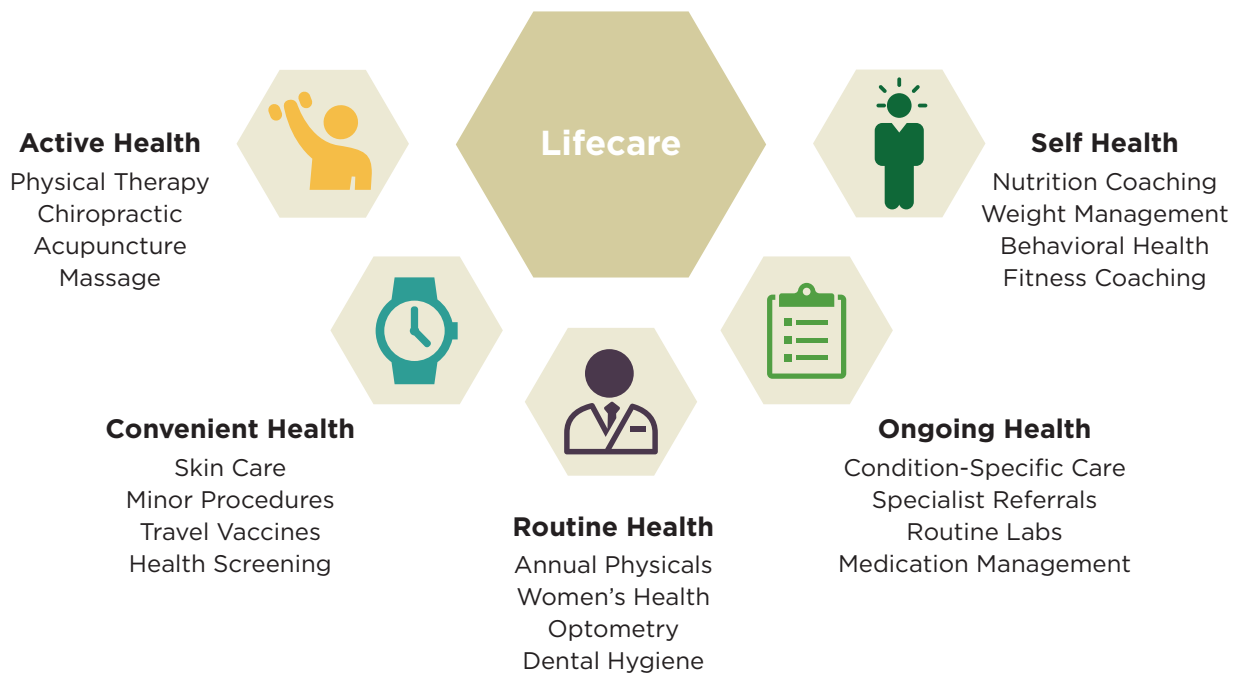 Lifecare
Active Health
Physical Therapy
Chiropractic
Acupuncture
Massage
Convenient Health
Skin Care
Minor Procedures
Travel Vaccines
Health Screening
Routine Health
Annual Physicals
Women’s Health
Optometry
Dental Hygiene
Ongoing Health
Condition-Specific Care
Specialist Referrals
Routine Labs
Medication Management
Self Health
Nutrition Coaching
Weight Management
Behavioral Health
Fitness Coaching